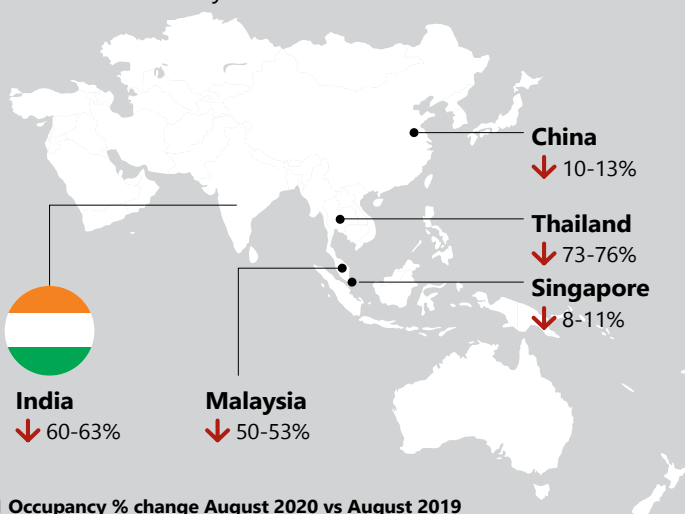 China
10-13%
Thailand
73-76%
Singapore
8-11%
India
60-63%
Malaysia
50-53%
Occupancy % change August 2020 vs August 2019